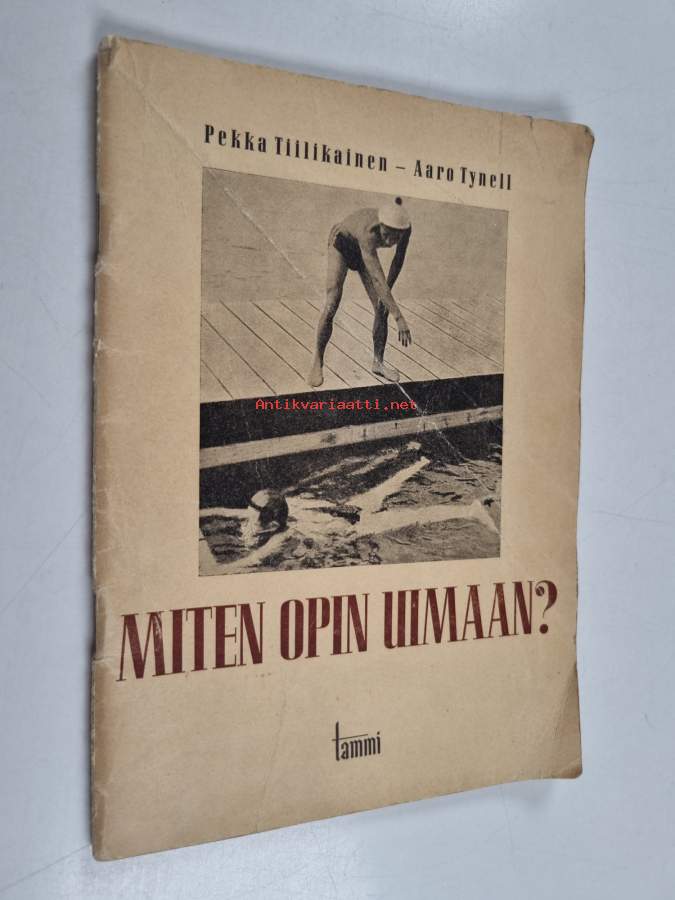 Pekka Tiilikainen – Aaro Tynell
Antikvariaatti.net
MITEN OPIN UIMAAN?
tammi